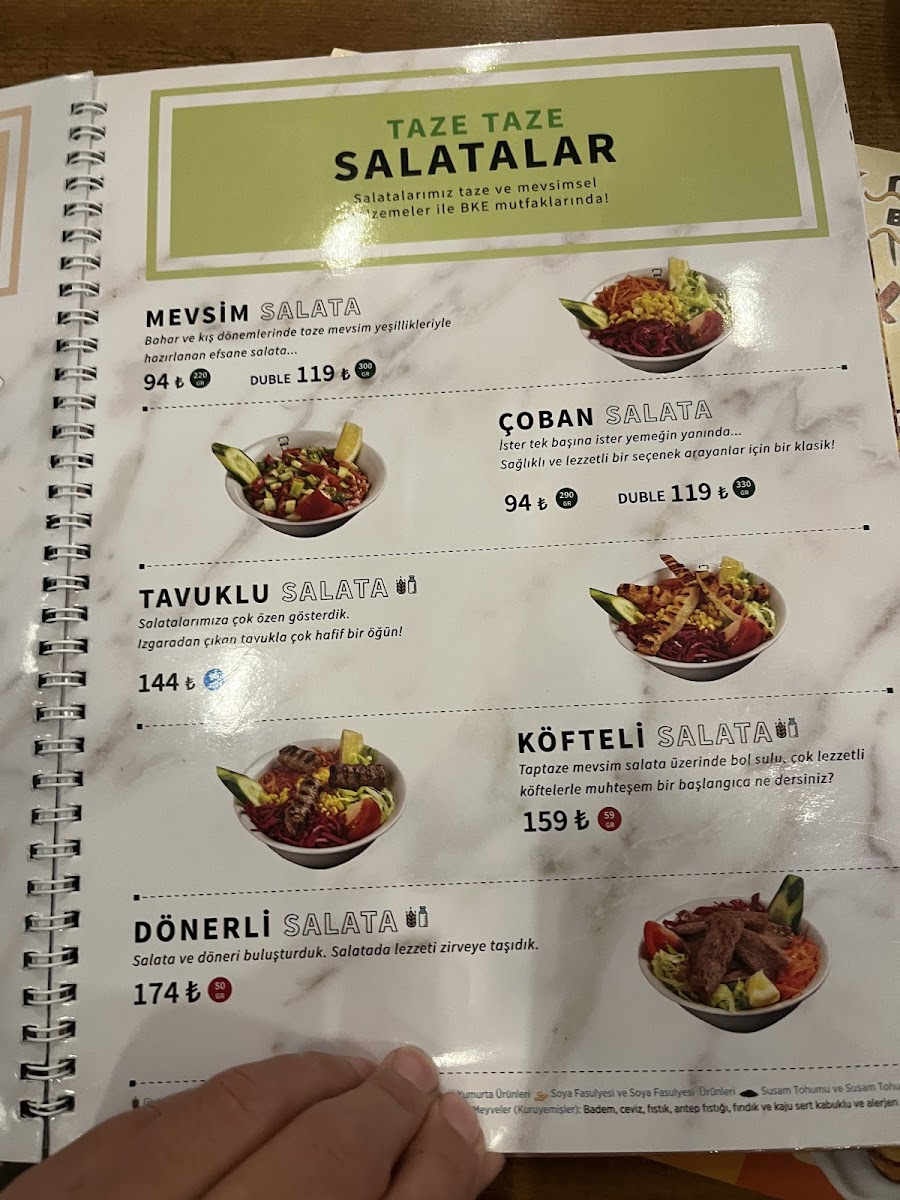 TAZE TAZE
SALATALAR
Salatalarımız taze ve mevsimsel
ile BKE mutfaklarında!
MEVSİM SALATA
Bahar ve kış dönemlerinde taze mevsim yeşillikleriyle
hazırlanan efsane salata...
94 ₺ 220 GR DUBLE 119 ₺ 300 GR
ÇOBAN SALATA
İster tek başına ister yemeğin yanında...
Sağlıklı ve lezzetli bir seçenek arayanlar için bir klasik!
94 ₺ 290 GR DUBLE 119 ₺ 330 GR
TAVUKLU SALATA
Salatalarımıza çok özen gösterdik.
Izgaradan çıkan tavukla çok hafif bir öğün!
144 ₺
KÖFTELİ SALATA
Taptaze mevsim salata üzerinde bol sulu, çok lezzetli
köftelerle muhteşem bir başlangıca ne dersiniz?
159 ₺ 59 GR
DÖNERLİ SALATA
Salata ve döneri buluşturduk. Salatada lezzeti zirveye taşıdık.
174 ₺ 50 GR
Yumurta Ürünleri Soya Fasulyesi ve Soya Fasulyesi Ürünleri Susam Tohumu ve Susam
Meyveler (Kuruyemişler): Badem, ceviz, fıstık, antep fıstığı, fındık ve kaju sert kabuklu ve alerjen